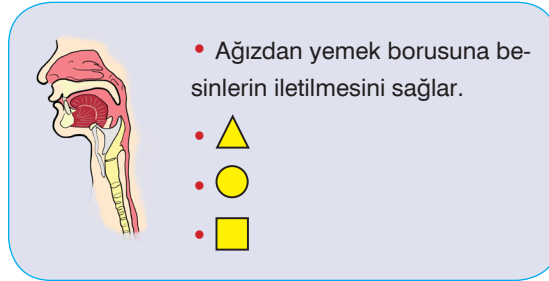 • Ağızdan yemek borusuna be-
sinlerin iletilmesini sağlar.